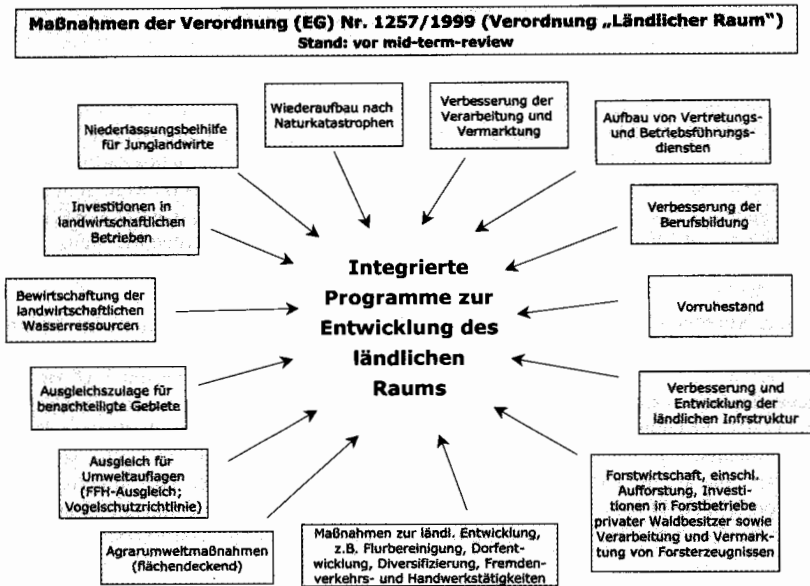 Maßnahmen der Verordnung (EG) Nr. 1257/1999 (Verordnung „Ländlicher Raum“)
Stand: vor mid-term-review
Wiederaufbau nach
Naturkatastrophen
Verbesserung der
Verarbeitung und
Vermarktung
Niederlassungsbeihilfe
für Junglandwirte
Aufbau von Vertretungs-
und Betriebsführungs-
diensten
Investitionen in
landwirtschaftlichen
Betrieben
Verbesserung der
Berufsbildung
Bewirtschaftung der
landwirtschaftlichen
Wasserressourcen
Integrierte
Programme zur
Entwicklung des
ländlichen
Raums
Vorruhestand
Ausgleichszulage für
benachteiligte Gebiete
Verbesserung und
Entwicklung der
ländlichen Infrstruktur
Ausgleich für
Umweltauflagen
(FFH-Ausgleich;
Vogelschutzrichtlinie)
Forstwirtschaft, einschl.
Aufforstung, Investi-
tionen in Forstbetriebe
privater Waldbesitzer sowie
Verarbeitung und Vermark-
tung von Forsterzeugnissen
Agrarumweltmaßnahmen
(flächendeckend)
Maßnahmen zur ländl. Entwicklung,
z.B. Flurbereinigung, Dorfent-
wicklung, Diversifizierung, Fremden-
verkehrs- und Handwerkstätigkeiten